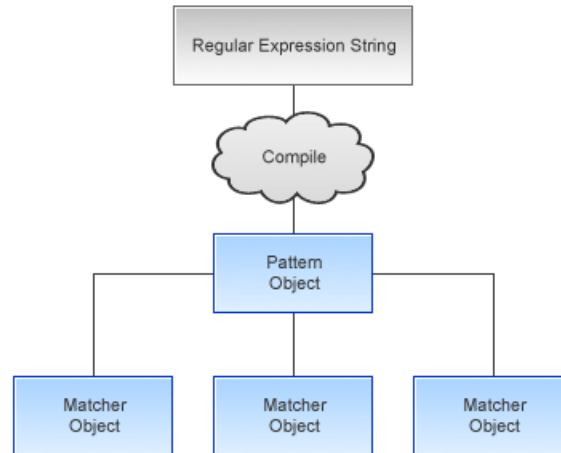 Regular Expression String
Compile
Pattern
Object
Matcher
Object
Matcher
Object
Matcher
Object